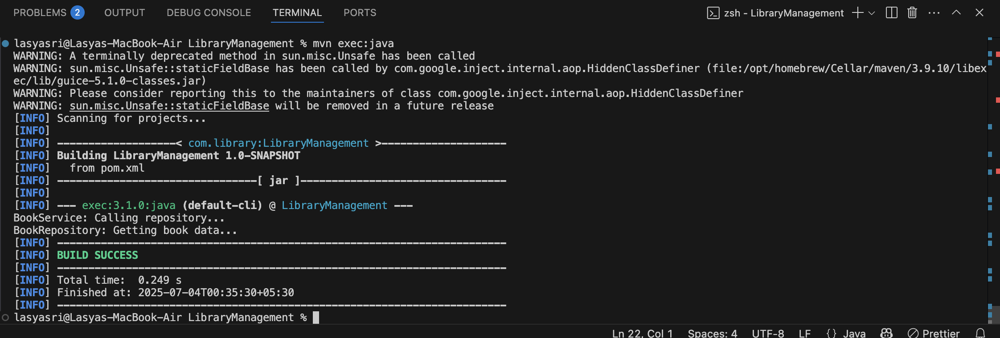 PROBLEMS 2 OUTPUT DEBUG CONSOLE TERMINAL PORTS zsh - LibraryManagement
lasyasri@Lasyas-MacBook-Air LibraryManagement % mvn exec:java
WARNING: A terminally deprecated method in sun.misc.Unsafe has been called
WARNING: sun.misc.Unsafe::staticFieldBase has been called by com.google.inject.internal.aop.HiddenClassDefiner (file:/opt/homebrew/Cellar/maven/3.9.10/libex
ec/lib/guice-5.1.0-classes.jar)
WARNING: Please consider reporting this to the maintainers of class com.google.inject.internal.aop.HiddenClassDefiner
WARNING: sun.misc.Unsafe::staticFieldBase will be removed in a future release
[INFO] Scanning for projects...
[INFO]
[INFO] -------------------< com.library:LibraryManagement >--------------------
[INFO] Building LibraryManagement 1.0-SNAPSHOT
[INFO]   from pom.xml
[INFO] --------------------------------[ jar ]---------------------------------
[INFO]
[INFO] --- exec:3.1.0:java (default-cli) @ LibraryManagement ---
BookService: Calling repository...
BookRepository: Getting book data...
[INFO] ------------------------------------------------------------------------
[INFO] BUILD SUCCESS
[INFO] ------------------------------------------------------------------------
[INFO] Total time:  0.249 s
[INFO] Finished at: 2025-07-04T00:35:30+05:30
[INFO] ------------------------------------------------------------------------
lasyasri@Lasyas-MacBook-Air LibraryManagement %
Ln 22, Col 1 Spaces: 4 UTF-8 LF {} Java Prettier